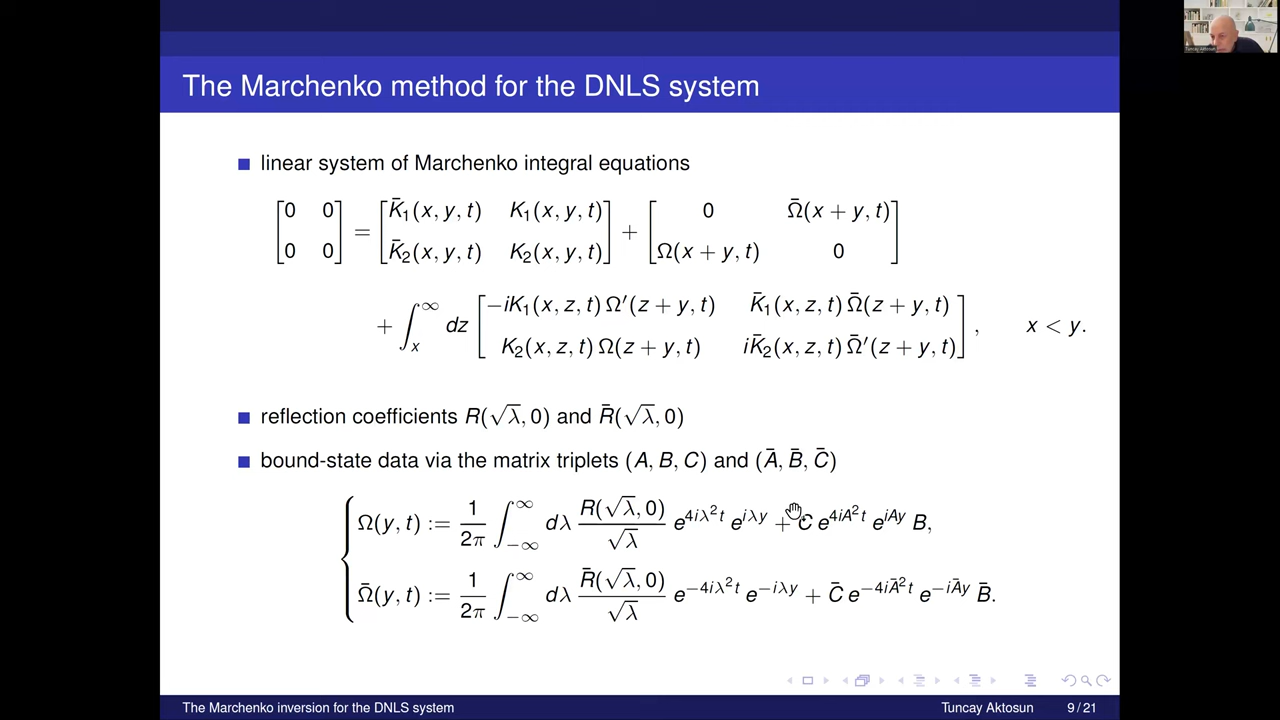 Tuncay Aktosun
The Marchenko method for the DNLS system
linear system of Marchenko integral equations
[0 0; 0 0] = [K̄₁(x, y, t) K₁(x, y, t); K̄₂(x, y, t) K₂(x, y, t)] + [0 Ω̄(x + y, t); Ω(x + y, t) 0]
+ ∫ₓ^∞ dz [−iK₁(x, z, t) Ω′(z + y, t) K̄₁(x, z, t) Ω̄(z + y, t); K₂(x, z, t) Ω(z + y, t) iK̄₂(x, z, t) Ω̄′(z + y, t)], x < y.
reflection coefficients R(√λ, 0) and R̄(√λ, 0)
bound-state data via the matrix triplets (A, B, C) and (Ā, B̄, C̄)
Ω(y, t) := 1/2π ∫_{−∞}^{∞} dλ R(√λ, 0)/√λ e^{4iλ²t} e^{iλy} + C e^{4iA²t} e^{iAy} B,
Ω̄(y, t) := 1/2π ∫_{−∞}^{∞} dλ R̄(√λ, 0)/√λ e^{−4iλ²t} e^{−iλy} + C̄ e^{−4iĀ²t} e^{−iĀy} B̄.
The Marchenko inversion for the DNLS system Tuncay Aktosun 9 / 21